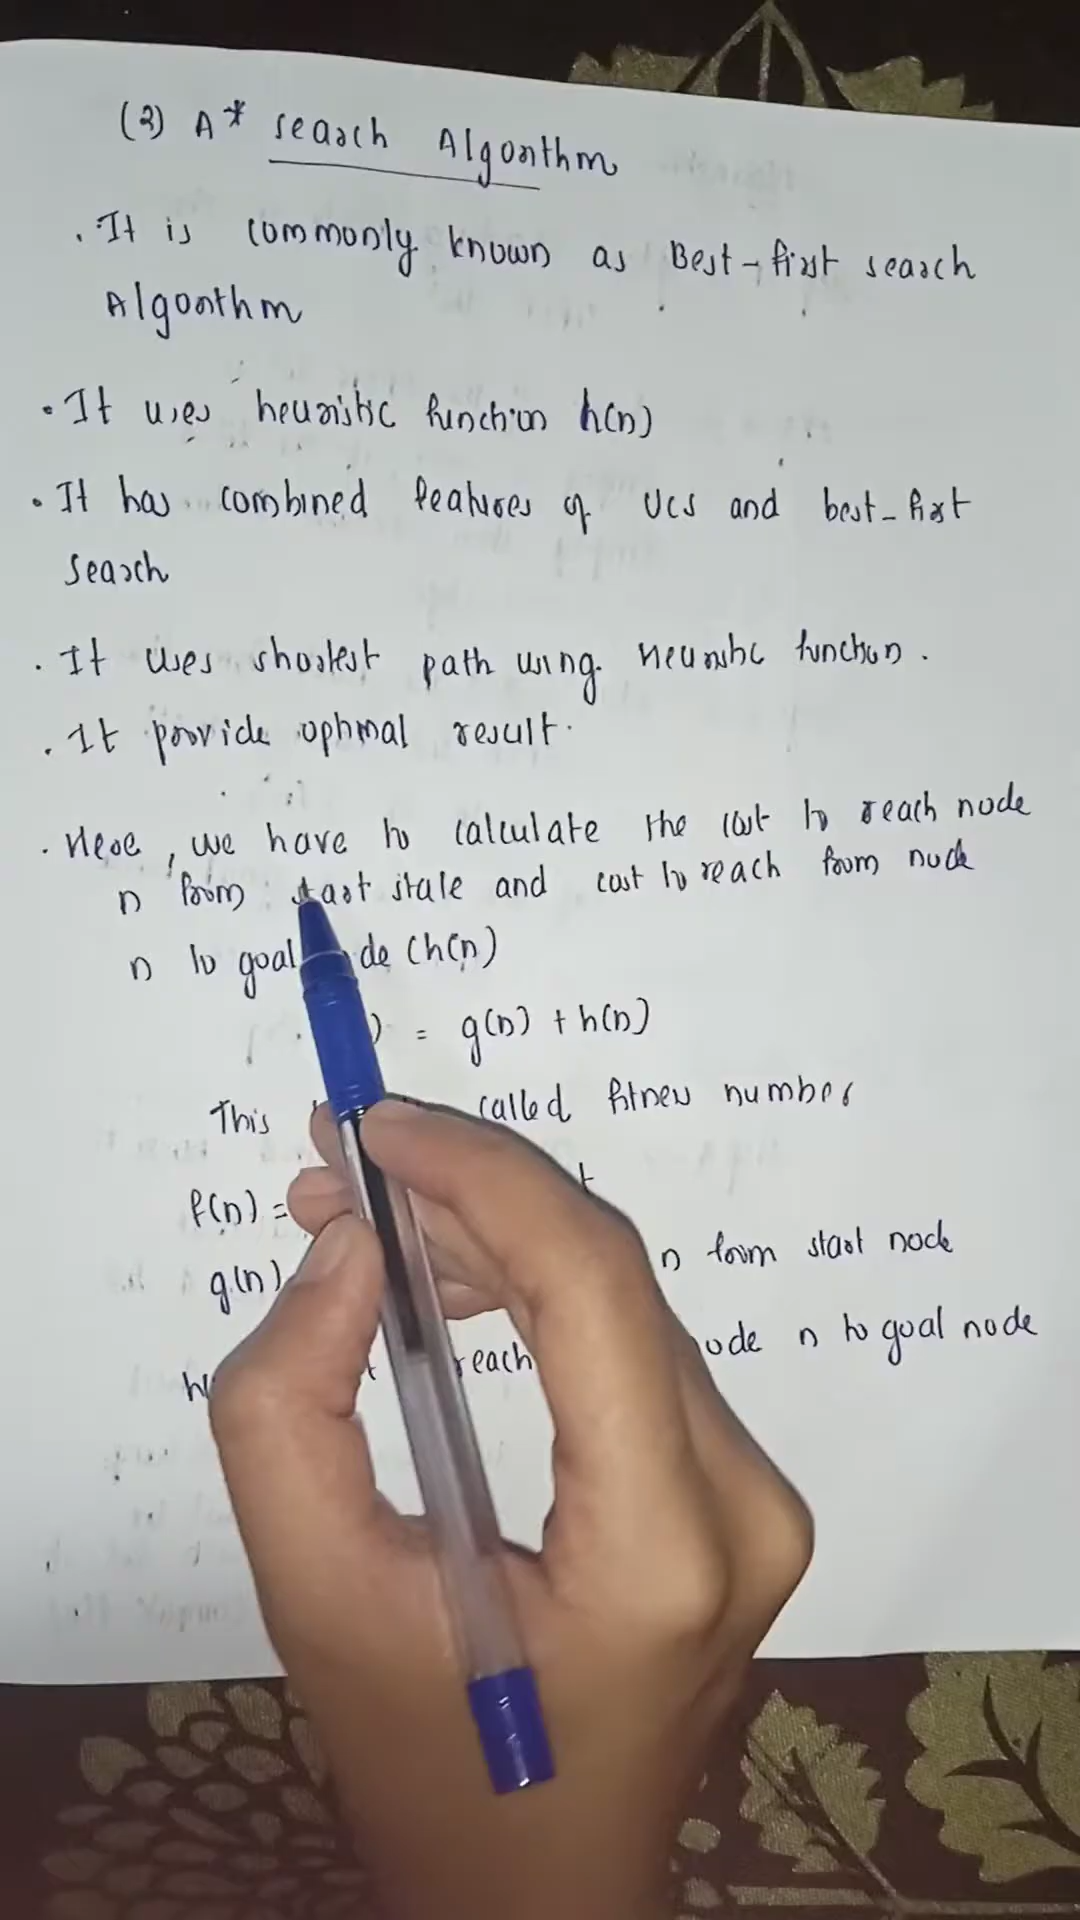 (2) A* search Algorithm
. It is commonly known as Best-first search
Algorithm
. It uses heuristic function h(n)
. It has combined features of UCS and best-first
search
. It uses shortest path using heuristic function.
. It provide optimal result.
. Here, we have to calculate the cost to reach node
n from start state and cost to reach from node
n to goal node (h(n)
) = g(n) + h(n)
This called fitness number
f(n) =
g(n) n from start node
reach node n to goal node